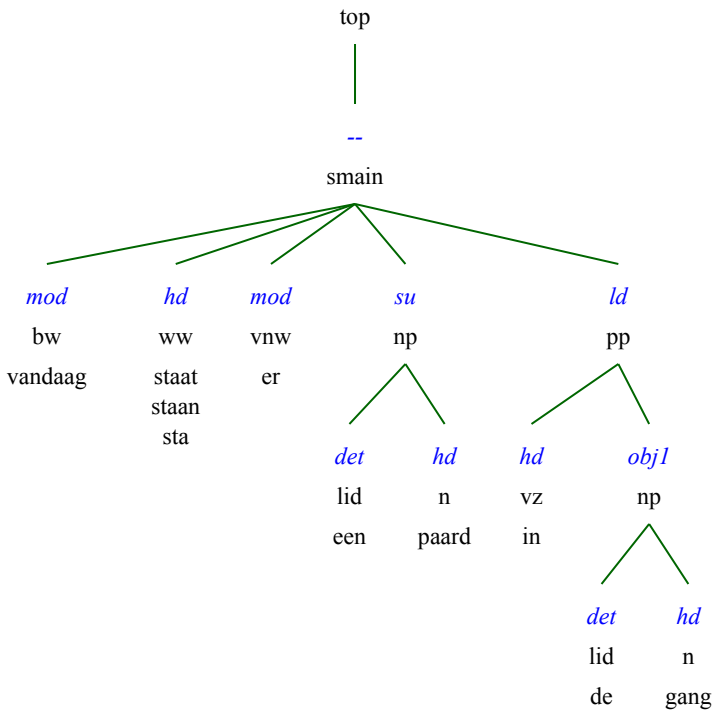 top
--
smain
mod hd mod su ld
bw ww vnw np pp
vandaag staat er
staan
sta
det hd hd obj1
lid n vz np
een paard in
det hd
lid n
de gang